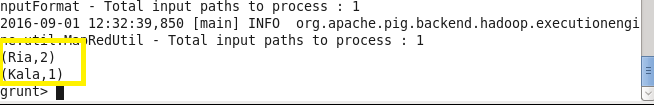 nputFormat - Total input paths to process : 1
2016-09-01 12:32:39,850 [main] INFO  org.apache.pig.backend.hadoop.executionengi
ne.util.MapRedUtil - Total input paths to process : 1
(Ria,2)
(Kala,1)
grunt>